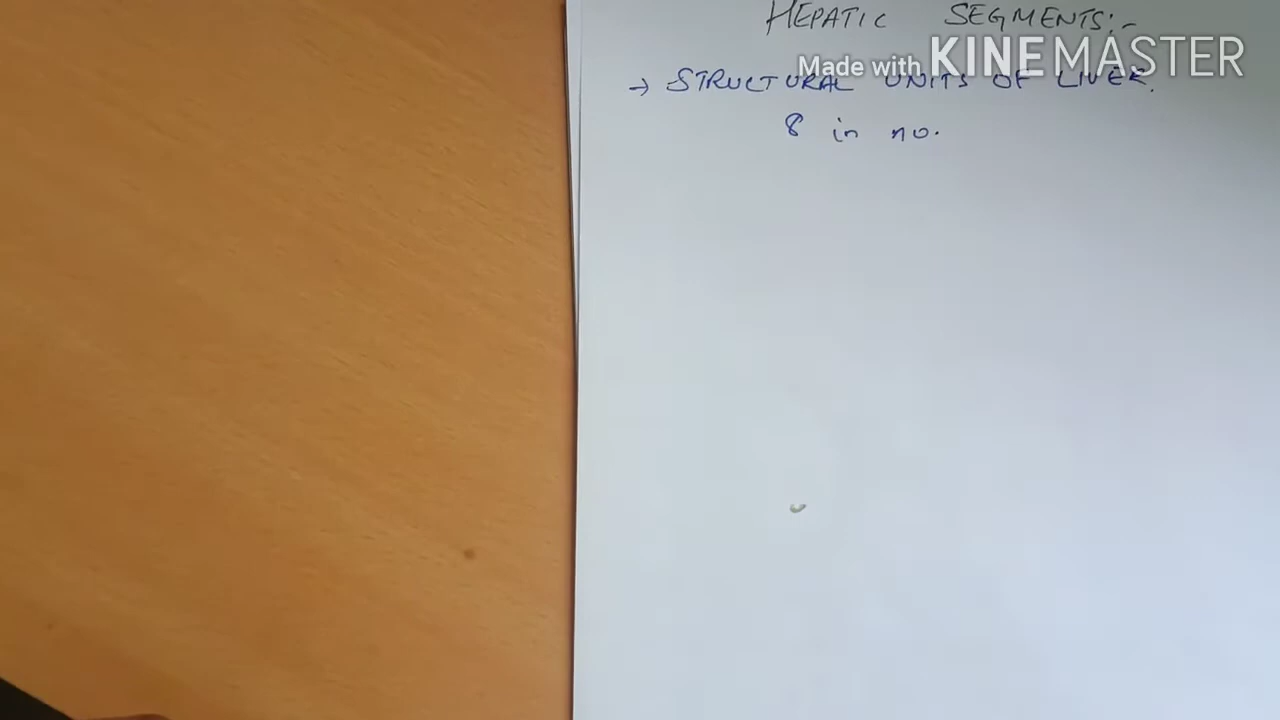 HEPATIC SEGMENTS:-
Made with KINEMASTER
→ STRUCTURAL UNITS OF LIVER.
8 in no.